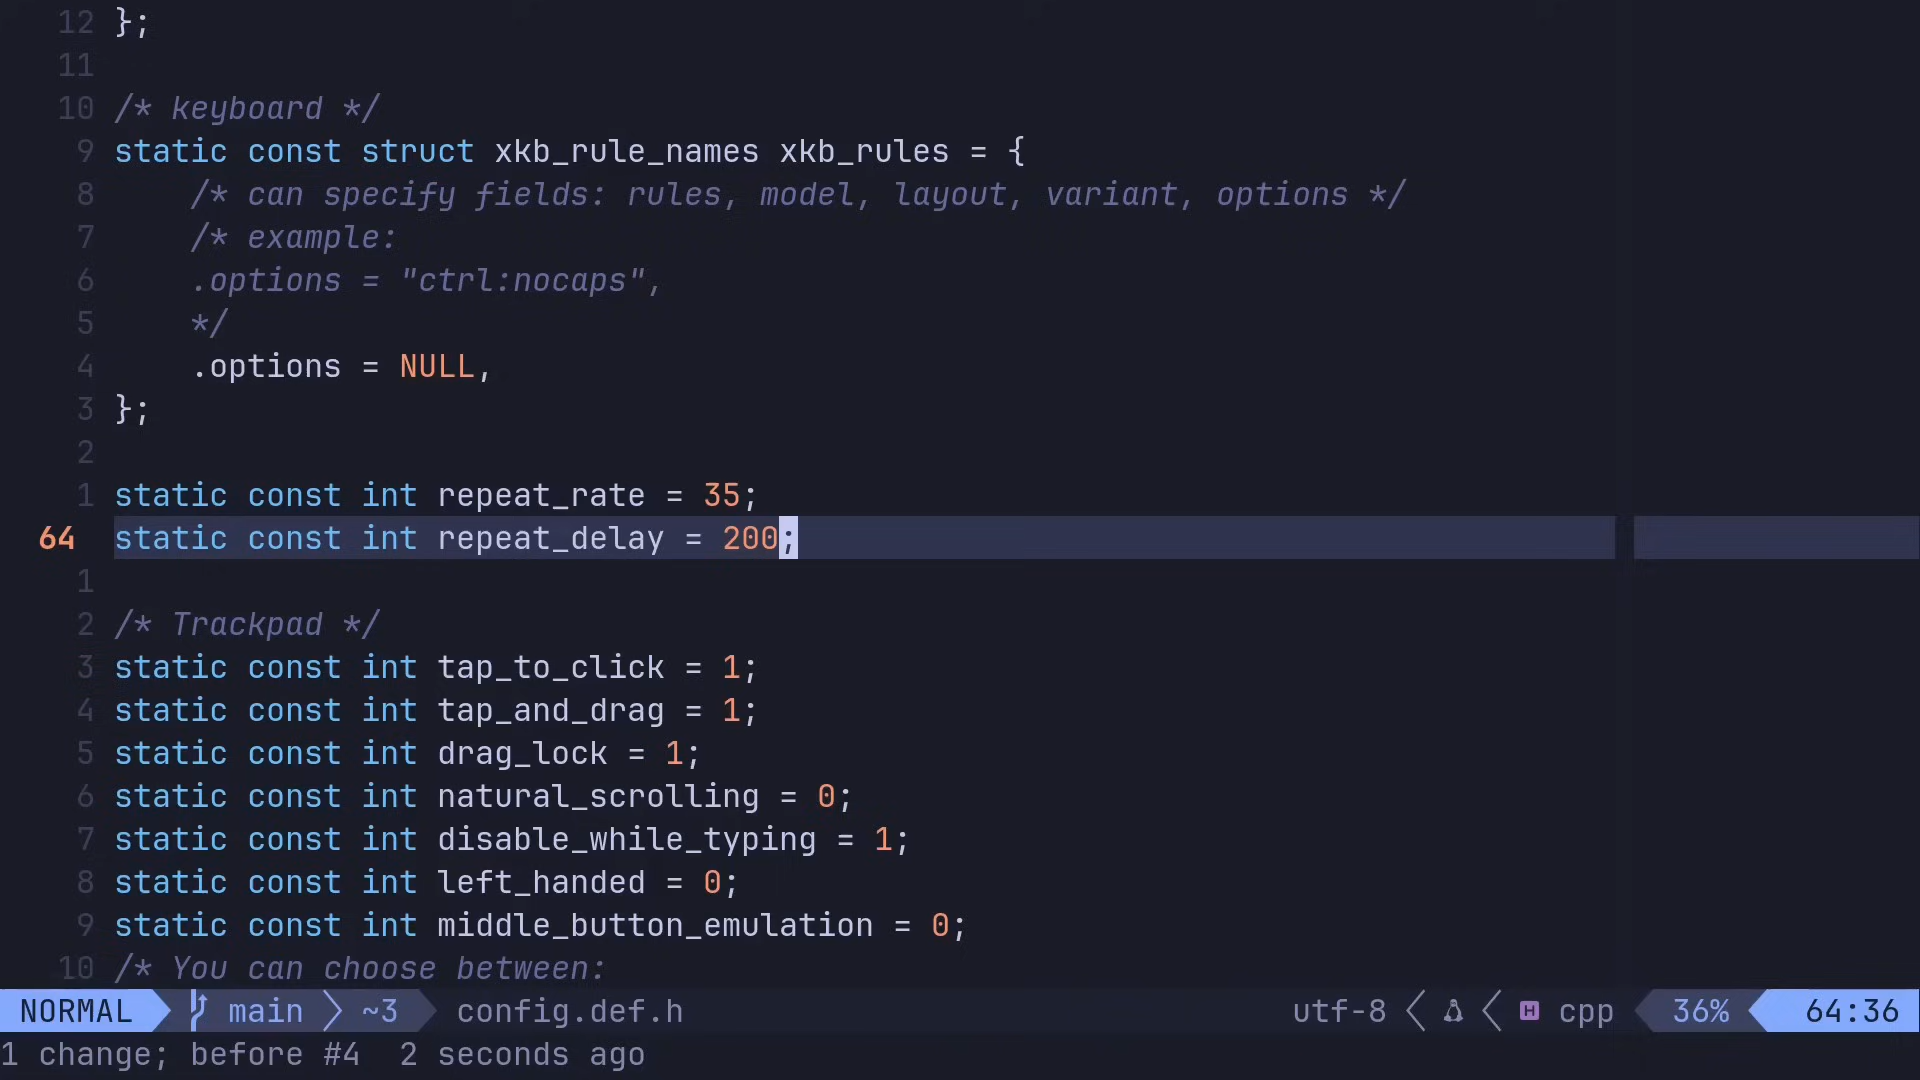 12 };
11
10 /* keyboard */
9 static const struct xkb_rule_names xkb_rules = {
8 /* can specify fields: rules, model, layout, variant, options */
7 /* example:
6 .options = "ctrl:nocaps",
5 */
4 .options = NULL,
3 };
2
1 static const int repeat_rate = 35;
64 static const int repeat_delay = 200;
1
2 /* Trackpad */
3 static const int tap_to_click = 1;
4 static const int tap_and_drag = 1;
5 static const int drag_lock = 1;
6 static const int natural_scrolling = 0;
7 static const int disable_while_typing = 1;
8 static const int left_handed = 0;
9 static const int middle_button_emulation = 0;
10 /* You can choose between:
NORMAL main ~3 config.def.h utf-8 H cpp 36% 64:36
1 change; before #4 2 seconds ago